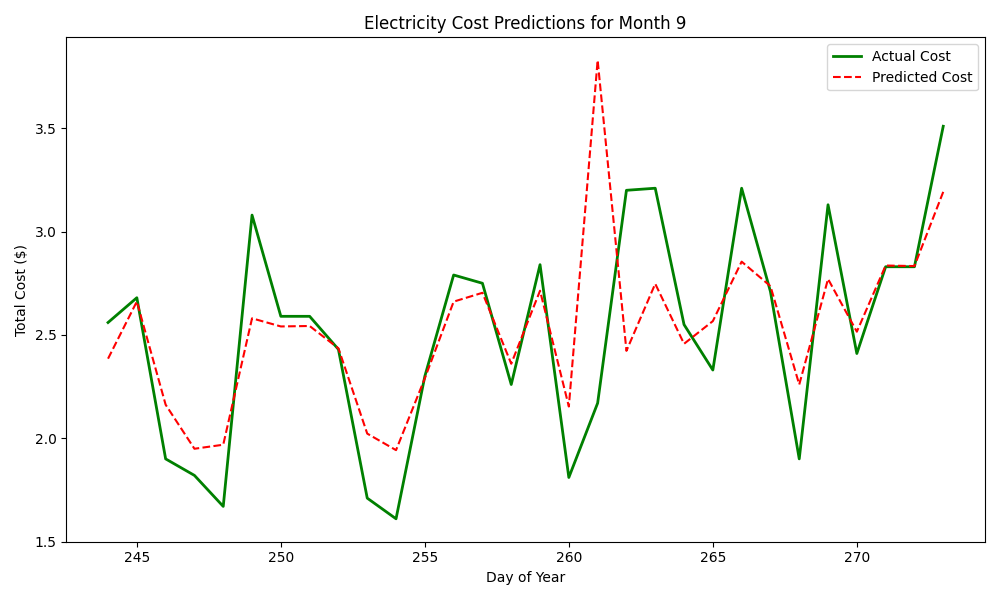 Electricity Cost Predictions for Month 9
Actual Cost
Predicted Cost
3.5
3.0
2.5
2.0
1.5
Total Cost ($)
245 250 255 260 265 270
Day of Year